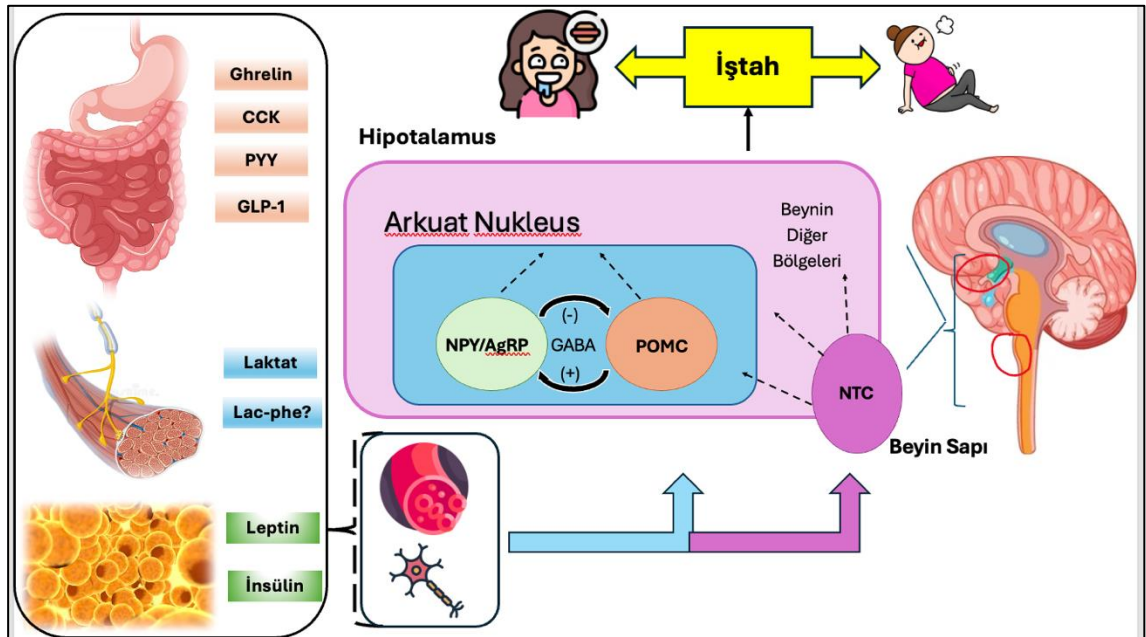 Ghrelin
CCK
PYY
GLP-1
Laktat
Lac-phe?
Leptin
İnsülin
İştah
Hipotalamus
Arkuat Nukleus
Beynin
Diğer
Bölgeleri
NPY/AgRP
(-)
GABA
(+)
POMC
NTC
Beyin Sapı